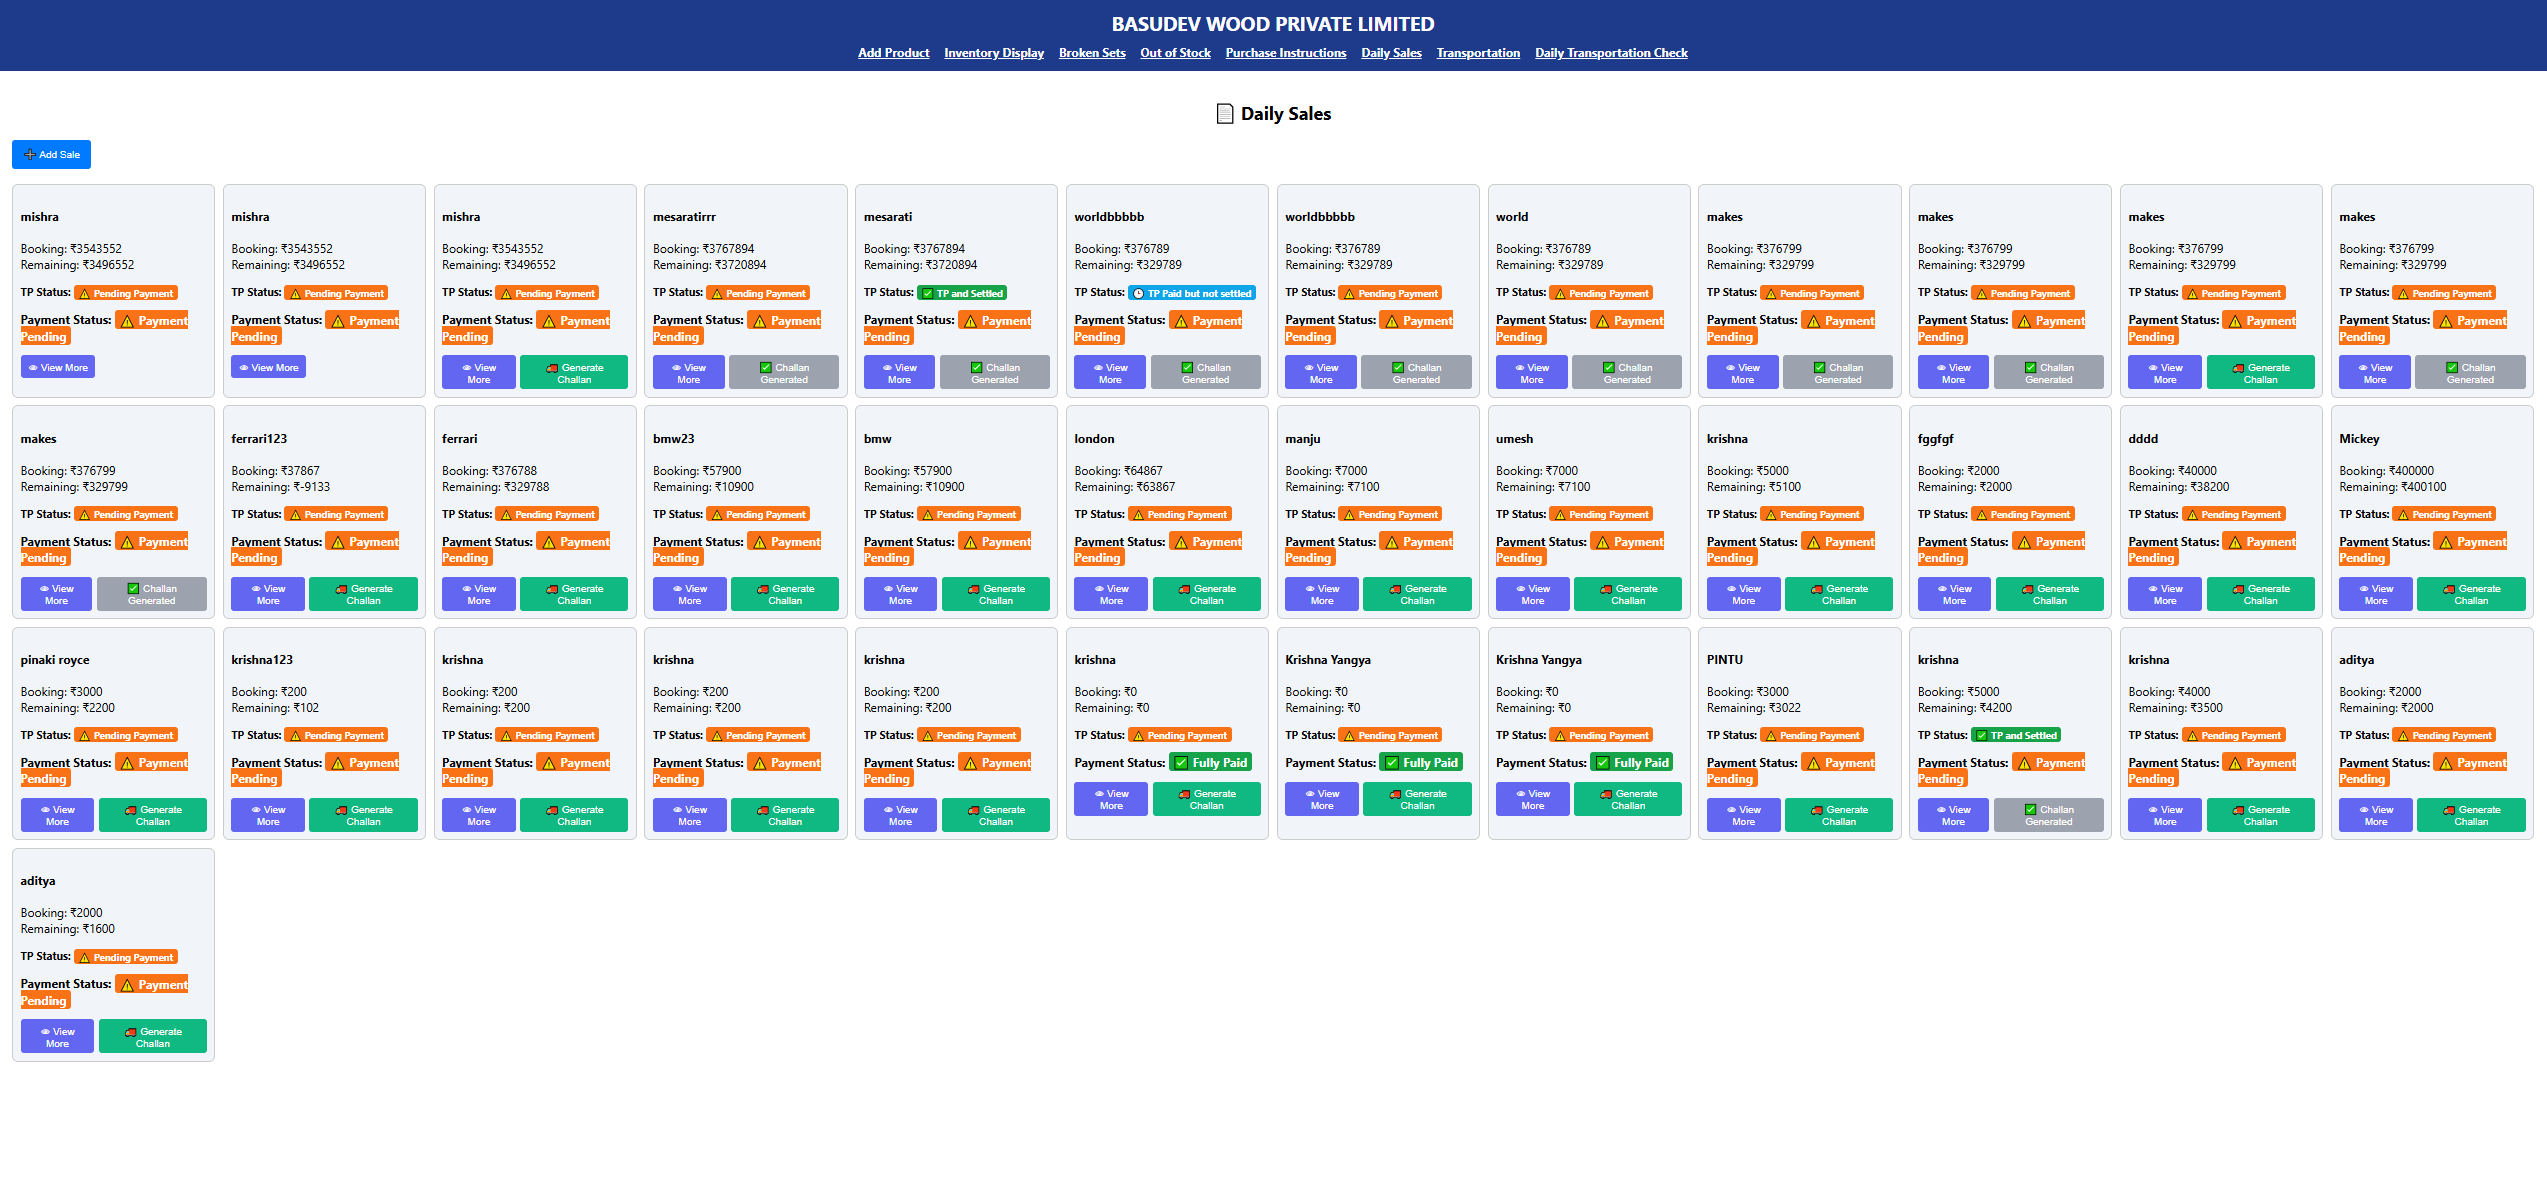 BASUDEV WOOD PRIVATE LIMITED
Add Product Inventory Display Broken Sets Out of Stock Purchase Instructions Daily Sales Transportation Daily Transportation Check
Daily Sales
Add Sale
mishra
Booking: ₹3543552
Remaining: ₹3496552
TP Status: Pending Payment
Payment Status: Payment
Pending
View More
mishra
Booking: ₹3543552
Remaining: ₹3496552
TP Status: Pending Payment
Payment Status: Payment
Pending
View More
mishra
Booking: ₹3543552
Remaining: ₹3496552
TP Status: Pending Payment
Payment Status: Payment
Pending
View
More
Generate
Challan
mesaratirrr
Booking: ₹3767894
Remaining: ₹3720894
TP Status: Pending Payment
Payment Status: Payment
Pending
View
More
Challan
Generated
mesarati
Booking: ₹3767894
Remaining: ₹3720894
TP Status: TP and Settled
Payment Status: Payment
Pending
View
More
Challan
Generated
worldbbbbb
Booking: ₹376789
Remaining: ₹329789
TP Status: TP Paid but not settled
Payment Status: Payment
Pending
View
More
Challan
Generated
worldbbbbb
Booking: ₹376789
Remaining: ₹329789
TP Status: Pending Payment
Payment Status: Payment
Pending
View
More
Challan
Generated
world
Booking: ₹376789
Remaining: ₹329789
TP Status: Pending Payment
Payment Status: Payment
Pending
View
More
Challan
Generated
makes
Booking: ₹376799
Remaining: ₹329799
TP Status: Pending Payment
Payment Status: Payment
Pending
View
More
Challan
Generated
makes
Booking: ₹376799
Remaining: ₹329799
TP Status: Pending Payment
Payment Status: Payment
Pending
View
More
Challan
Generated
makes
Booking: ₹376799
Remaining: ₹329799
TP Status: Pending Payment
Payment Status: Payment
Pending
View
More
Generate
Challan
makes
Booking: ₹376799
Remaining: ₹329799
TP Status: Pending Payment
Payment Status: Payment
Pending
View
More
Challan
Generated
makes
Booking: ₹376799
Remaining: ₹329799
TP Status: Pending Payment
Payment Status: Payment
Pending
View
More
Challan
Generated
ferrari123
Booking: ₹37867
Remaining: ₹-9133
TP Status: Pending Payment
Payment Status: Payment
Pending
View
More
Generate
Challan
ferrari
Booking: ₹376788
Remaining: ₹329788
TP Status: Pending Payment
Payment Status: Payment
Pending
View
More
Generate
Challan
bmw23
Booking: ₹57900
Remaining: ₹10900
TP Status: Pending Payment
Payment Status: Payment
Pending
View
More
Generate
Challan
bmw
Booking: ₹57900
Remaining: ₹10900
TP Status: Pending Payment
Payment Status: Payment
Pending
View
More
Generate
Challan
london
Booking: ₹64867
Remaining: ₹63867
TP Status: Pending Payment
Payment Status: Payment
Pending
View
More
Generate
Challan
manju
Booking: ₹7000
Remaining: ₹7100
TP Status: Pending Payment
Payment Status: Payment
Pending
View
More
Generate
Challan
umesh
Booking: ₹7000
Remaining: ₹7100
TP Status: Pending Payment
Payment Status: Payment
Pending
View
More
Generate
Challan
krishna
Booking: ₹5000
Remaining: ₹5100
TP Status: Pending Payment
Payment Status: Payment
Pending
View
More
Generate
Challan
fggfgf
Booking: ₹2000
Remaining: ₹2000
TP Status: Pending Payment
Payment Status: Payment
Pending
View
More
Generate
Challan
dddd
Booking: ₹40000
Remaining: ₹38200
TP Status: Pending Payment
Payment Status: Payment
Pending
View
More
Generate
Challan
Mickey
Booking: ₹400000
Remaining: ₹400100
TP Status: Pending Payment
Payment Status: Payment
Pending
View
More
Generate
Challan
pinaki royce
Booking: ₹3000
Remaining: ₹2200
TP Status: Pending Payment
Payment Status: Payment
Pending
View
More
Generate
Challan
krishna123
Booking: ₹200
Remaining: ₹102
TP Status: Pending Payment
Payment Status: Payment
Pending
View
More
Generate
Challan
krishna
Booking: ₹200
Remaining: ₹200
TP Status: Pending Payment
Payment Status: Payment
Pending
View
More
Generate
Challan
krishna
Booking: ₹200
Remaining: ₹200
TP Status: Pending Payment
Payment Status: Payment
Pending
View
More
Generate
Challan
krishna
Booking: ₹200
Remaining: ₹200
TP Status: Pending Payment
Payment Status: Payment
Pending
View
More
Generate
Challan
krishna
Booking: ₹0
Remaining: ₹0
TP Status: Pending Payment
Payment Status: Fully Paid
View
More
Generate
Challan
Krishna Yangya
Booking: ₹0
Remaining: ₹0
TP Status: Pending Payment
Payment Status: Fully Paid
View
More
Generate
Challan
Krishna Yangya
Booking: ₹0
Remaining: ₹0
TP Status: Pending Payment
Payment Status: Fully Paid
View
More
Generate
Challan
PINTU
Booking: ₹3000
Remaining: ₹3022
TP Status: Pending Payment
Payment Status: Payment
Pending
View
More
Generate
Challan
krishna
Booking: ₹5000
Remaining: ₹4200
TP Status: TP and Settled
Payment Status: Payment
Pending
View
More
Challan
Generated
krishna
Booking: ₹4000
Remaining: ₹3500
TP Status: Pending Payment
Payment Status: Payment
Pending
View
More
Generate
Challan
aditya
Booking: ₹2000
Remaining: ₹2000
TP Status: Pending Payment
Payment Status: Payment
Pending
View
More
Generate
Challan
aditya
Booking: ₹2000
Remaining: ₹1600
TP Status: Pending Payment
Payment Status: Payment
Pending
View
More
Generate
Challan